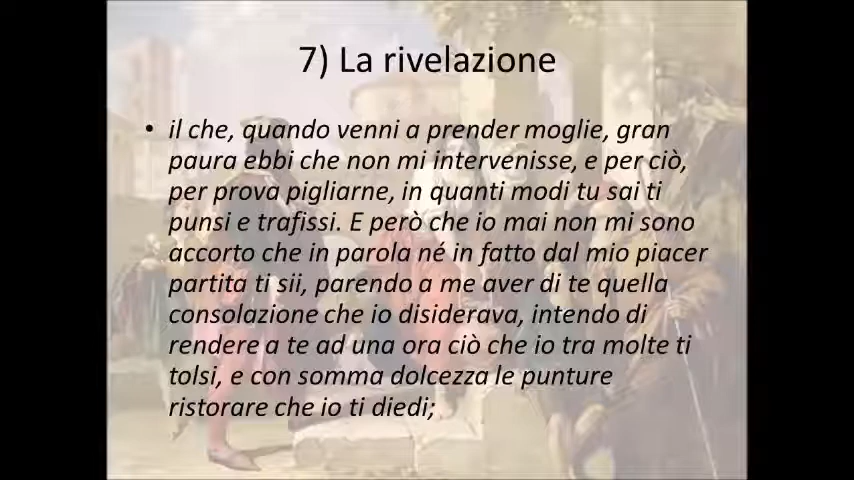 7) La rivelazione
• il che, quando venni a prender moglie, gran
paura ebbi che non mi intervenisse, e per ciò,
per prova pigliarne, in quanti modi tu sai ti
punsi e trafissi. E però che io mai non mi sono
accorto che in parola né in fatto dal mio piacer
partita ti sii, parendo a me aver di te quella
consolazione che io disiderava, intendo di
rendere a te ad una ora ciò che io tra molte ti
tolsi, e con somma dolcezza le punture
ristorare che io ti diedi;